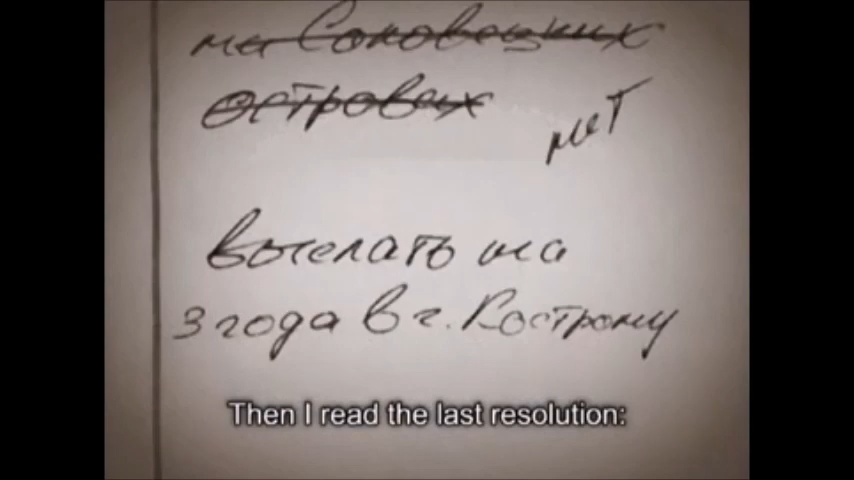 на Соловецких
островах
нет
выслать на
3 года в г. Кострому
Then I read the last resolution: